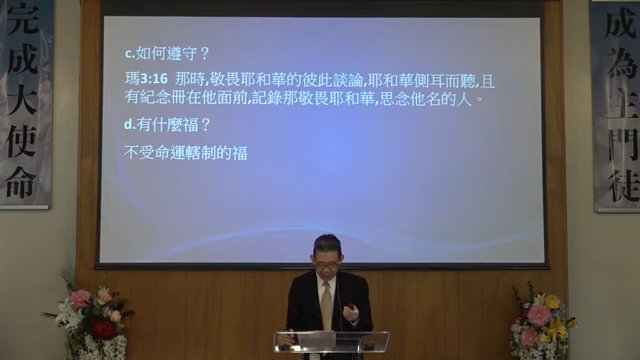 完成大使命
c.如何遵守？
瑪3:16 那時,敬畏耶和華的彼此談論,耶和華側耳而聽,且
有紀念冊在他面前,記錄那敬畏耶和華,思念他名的人。
d.有什麼福？
不受命運轄制的福
成為主門徒